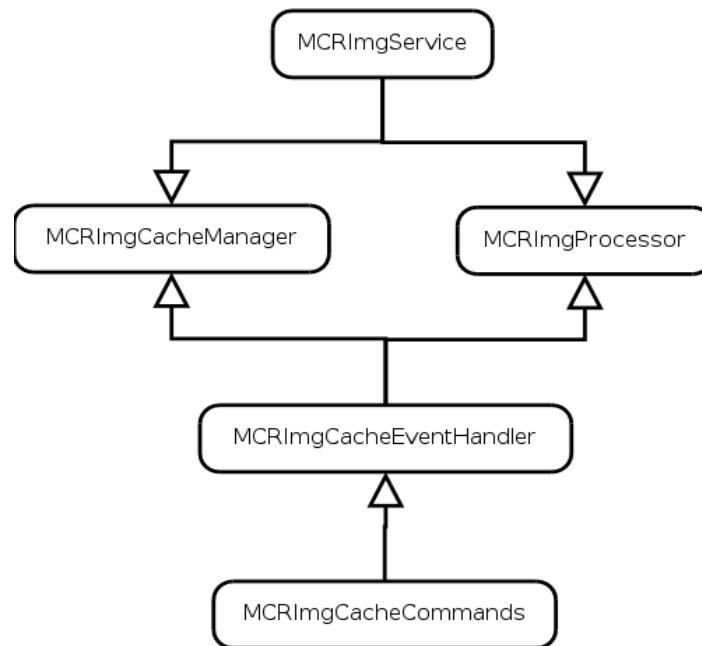 MCRImgService
MCRImgCacheManager
MCRImgProcessor
MCRImgCacheEventHandler
MCRImgCacheCommands